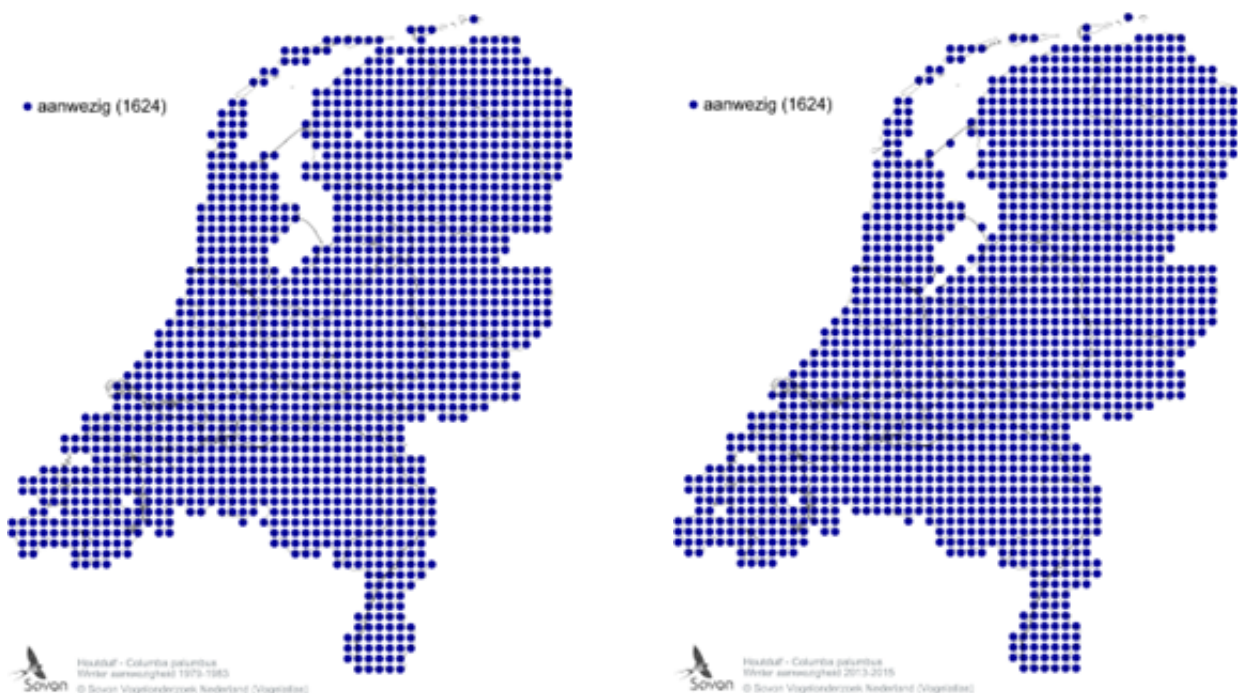 aanwezig (1624)
aanwezig (1624)
Sovon
Houtduif - Columba palumbus
Winter aanwezigheid 1979-1983
© Sovon Vogelonderzoek Nederland (Vogelatlas)
Sovon
Houtduif - Columba palumbus
Winter aanwezigheid 2013-2015
© Sovon Vogelonderzoek Nederland (Vogelatlas)